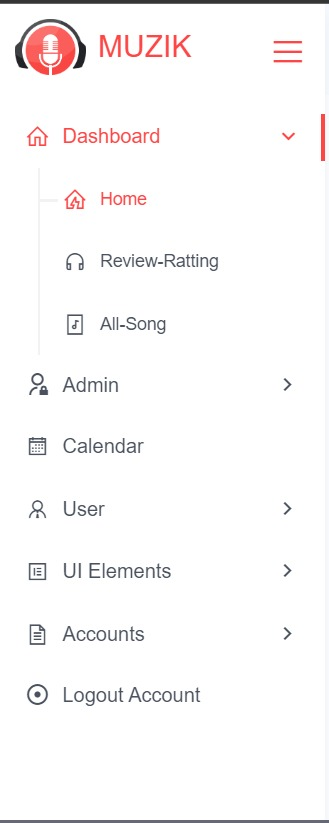 MUZIK
Dashboard
Home
Review-Ratting
All-Song
Admin
Calendar
User
UI Elements
Accounts
Logout Account